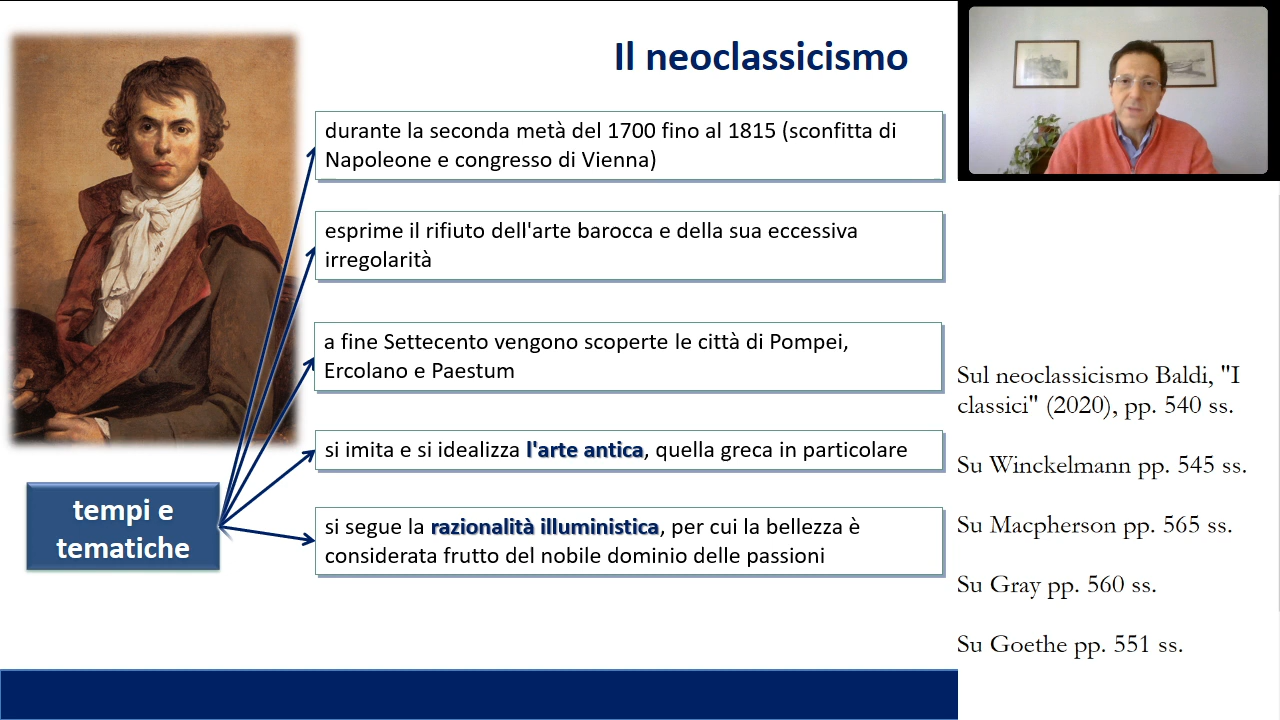 Il neoclassicismo
durante la seconda metà del 1700 fino al 1815 (sconfitta di
Napoleone e congresso di Vienna)
esprime il rifiuto dell'arte barocca e della sua eccessiva
irregolarità
a fine Settecento vengono scoperte le città di Pompei,
Ercolano e Paestum
si imita e si idealizza l'arte antica, quella greca in particolare
tempi e
tematiche
si segue la razionalità illuministica, per cui la bellezza è
considerata frutto del nobile dominio delle passioni
Sul neoclassicismo Baldi, "I
classici" (2020), pp. 540 ss.
Su Winckelmann pp. 545 ss.
Su Macpherson pp. 565 ss.
Su Gray pp. 560 ss.
Su Goethe pp. 551 ss.